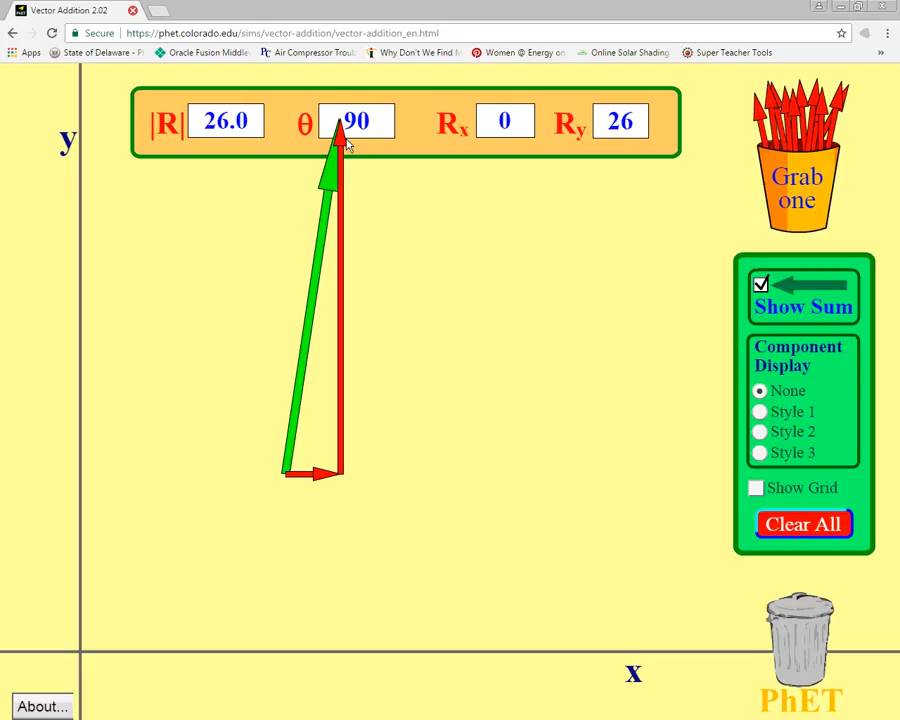 Vector Addition 2.02
Secure https://phet.colorado.edu/sims/vector-addition/vector-addition_en.html
Apps State of Delaware - P Oracle Fusion Middle Air Compressor Trou Why Don't We Find M Women @ Energy on Online Solar Shading Super Teacher Tools »
|R| 26.0 θ 90 Rx 0 Ry 26
y
Grab
one
Show Sum
Component
Display
None
Style 1
Style 2
Style 3
Show Grid
Clear All
x
PhET
About...